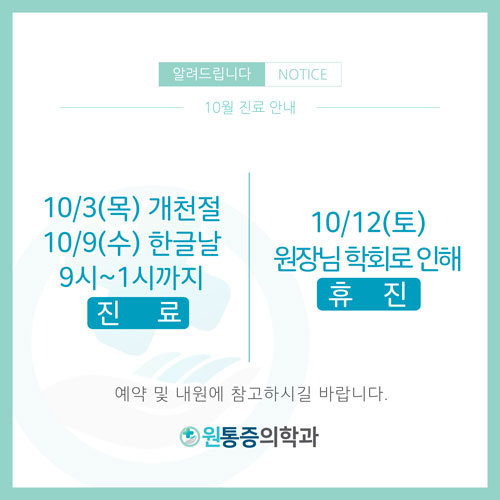 알려드립니다 NOTICE
10월 진료 안내
10/3(목) 개천절
10/9(수) 한글날
9시~1시까지
진 료
10/12(토)
원장님 학회로 인해
휴 진
예약 및 내원에 참고하시길 바랍니다.
원통증의학과